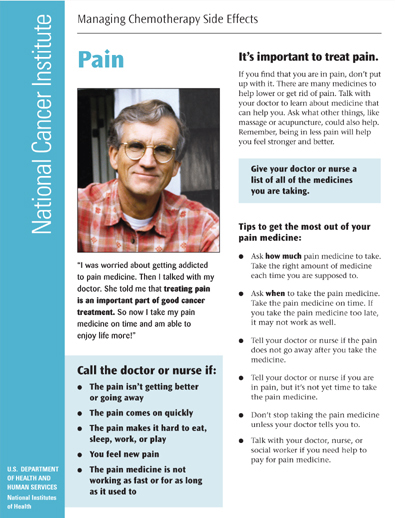 National Cancer Institute
Managing Chemotherapy Side Effects
Pain
"I was worried about getting addicted
to pain medicine. Then I talked with my
doctor. She told me that treating pain
is an important part of good cancer
treatment. So now I take my pain
medicine on time and am able to
enjoy life more!"
Call the doctor or nurse if:
● The pain isn't getting better
or going away
● The pain comes on quickly
● The pain makes it hard to eat,
sleep, work, or play
● You feel new pain
● The pain medicine is not
working as fast or for as long
as it used to
It's important to treat pain.
If you find that you are in pain, don't put
up with it. There are many medicines to
help lower or get rid of pain. Talk with
your doctor to learn about medicine that
can help you. Ask what other things, like
massage or acupuncture, could also help.
Remember, being in less pain will help
you feel stronger and better.
Give your doctor or nurse a
list of all of the medicines
you are taking.
Tips to get the most out of your
pain medicine:
● Ask how much pain medicine to take.
Take the right amount of medicine
each time you are supposed to.
● Ask when to take the pain medicine.
Take the pain medicine on time. If
you take the pain medicine too late,
it may not work as well.
● Tell your doctor or nurse if the pain
does not go away after you take the
medicine.
● Tell your doctor or nurse if you are
in pain, but it's not yet time to take
the pain medicine.
● Don't stop taking the pain medicine
unless your doctor tells you to.
● Talk with your doctor, nurse, or
social worker if you need help to
pay for pain medicine.
U.S. DEPARTMENT
OF HEALTH AND
HUMAN SERVICES
National Institutes
of Health